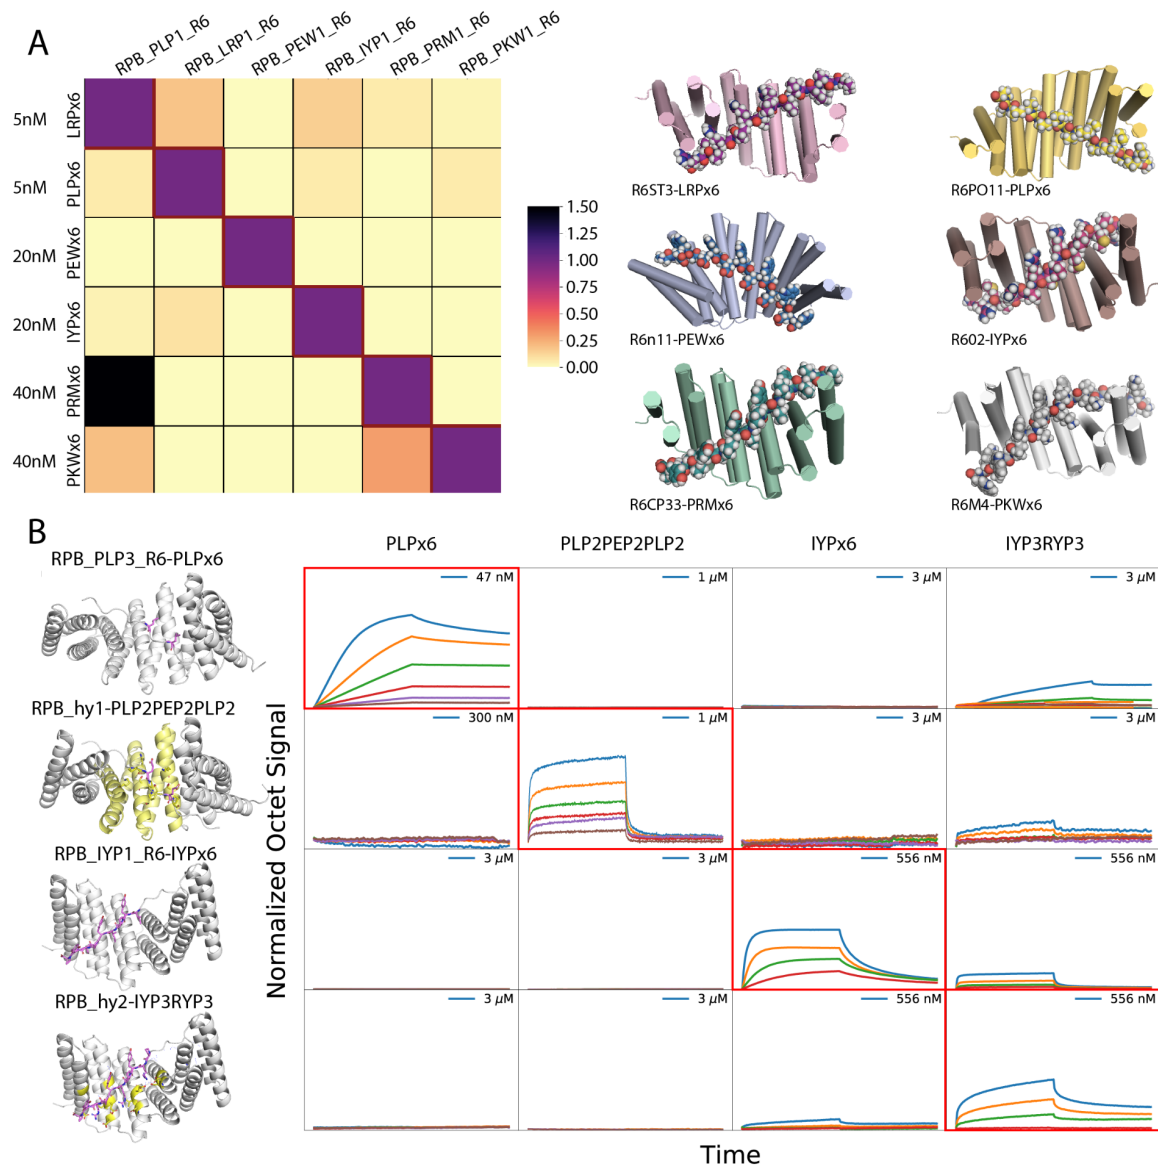 A
RPB_PLP1_R6
RPB_LRP1_R6
RPB_PEW1_R6
RPB_IYP1_R6
RPB_PRM1_R6
RPB_PKW1_R6
5nM
LRPx6
5nM
PLPx6
20nM
PEWx6
20nM
IYPx6
40nM
PRMx6
40nM
PKWx6
1.50
1.25
1.00
0.75
0.50
0.25
0.00
R6ST3-LRPx6
R6PO11-PLPx6
R6n11-PEWx6
R602-IYPx6
R6CP33-PRMx6
R6M4-PKWx6
B
PLPx6
PLP2PEP2PLP2
IYPx6
IYP3RYP3
RPB_PLP3_R6-PLPx6
47 nM
1 μM
3 μM
3 μM
RPB_hy1-PLP2PEP2PLP2
300 nM
1 μM
3 μM
3 μM
RPB_IYP1_R6-IYPx6
3 μM
3 μM
556 nM
556 nM
RPB_hy2-IYP3RYP3
3 μM
3 μM
556 nM
556 nM
Normalized Octet Signal
Time